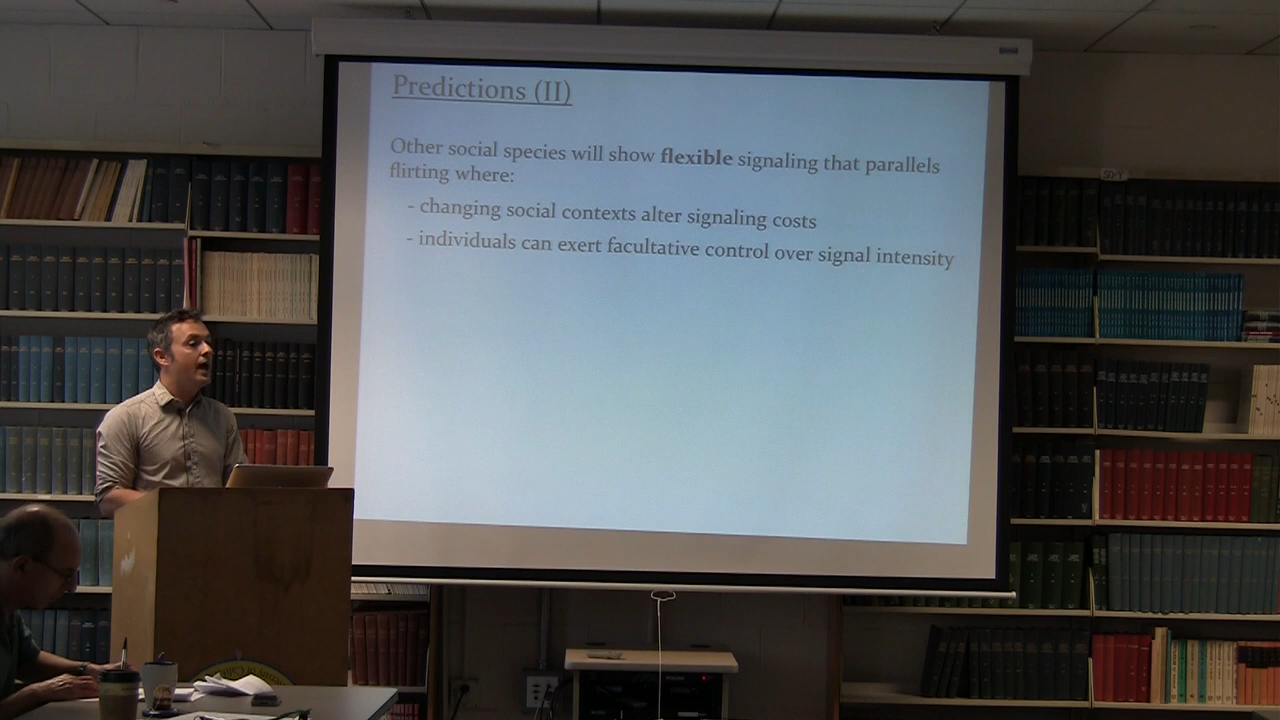 Predictions (II)
Other social species will show flexible signaling that parallels
flirting where:
- changing social contexts alter signaling costs
- individuals can exert facultative control over signal intensity
SO-Y